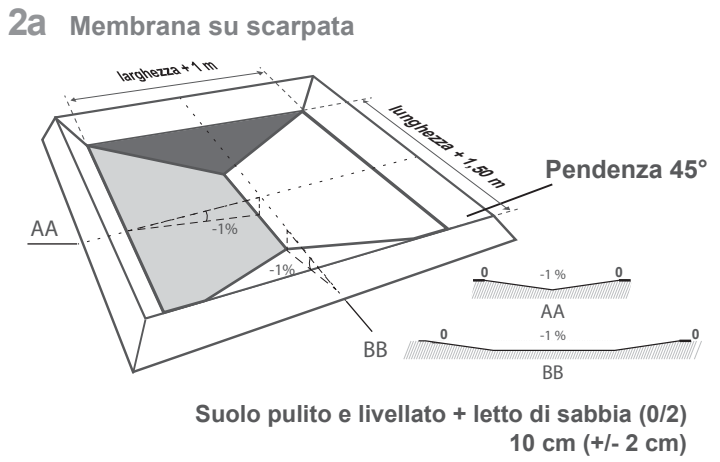 2a Membrana su scarpata
larghezza + 1 m
lunghezza + 1,50 m
Pendenza 45°
AA
-1%
-1%
BB
0 -1 % 0
AA
0 -1 % 0
BB
Suolo pulito e livellato + letto di sabbia (0/2)
10 cm (+/- 2 cm)